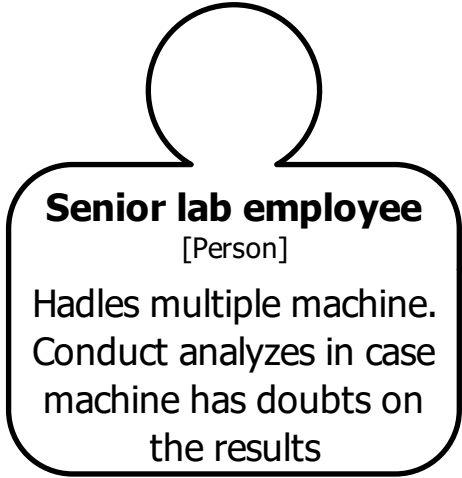 Senior lab employee
[Person]
Hadles multiple machine.
Conduct analyzes in case
machine has doubts on
the results